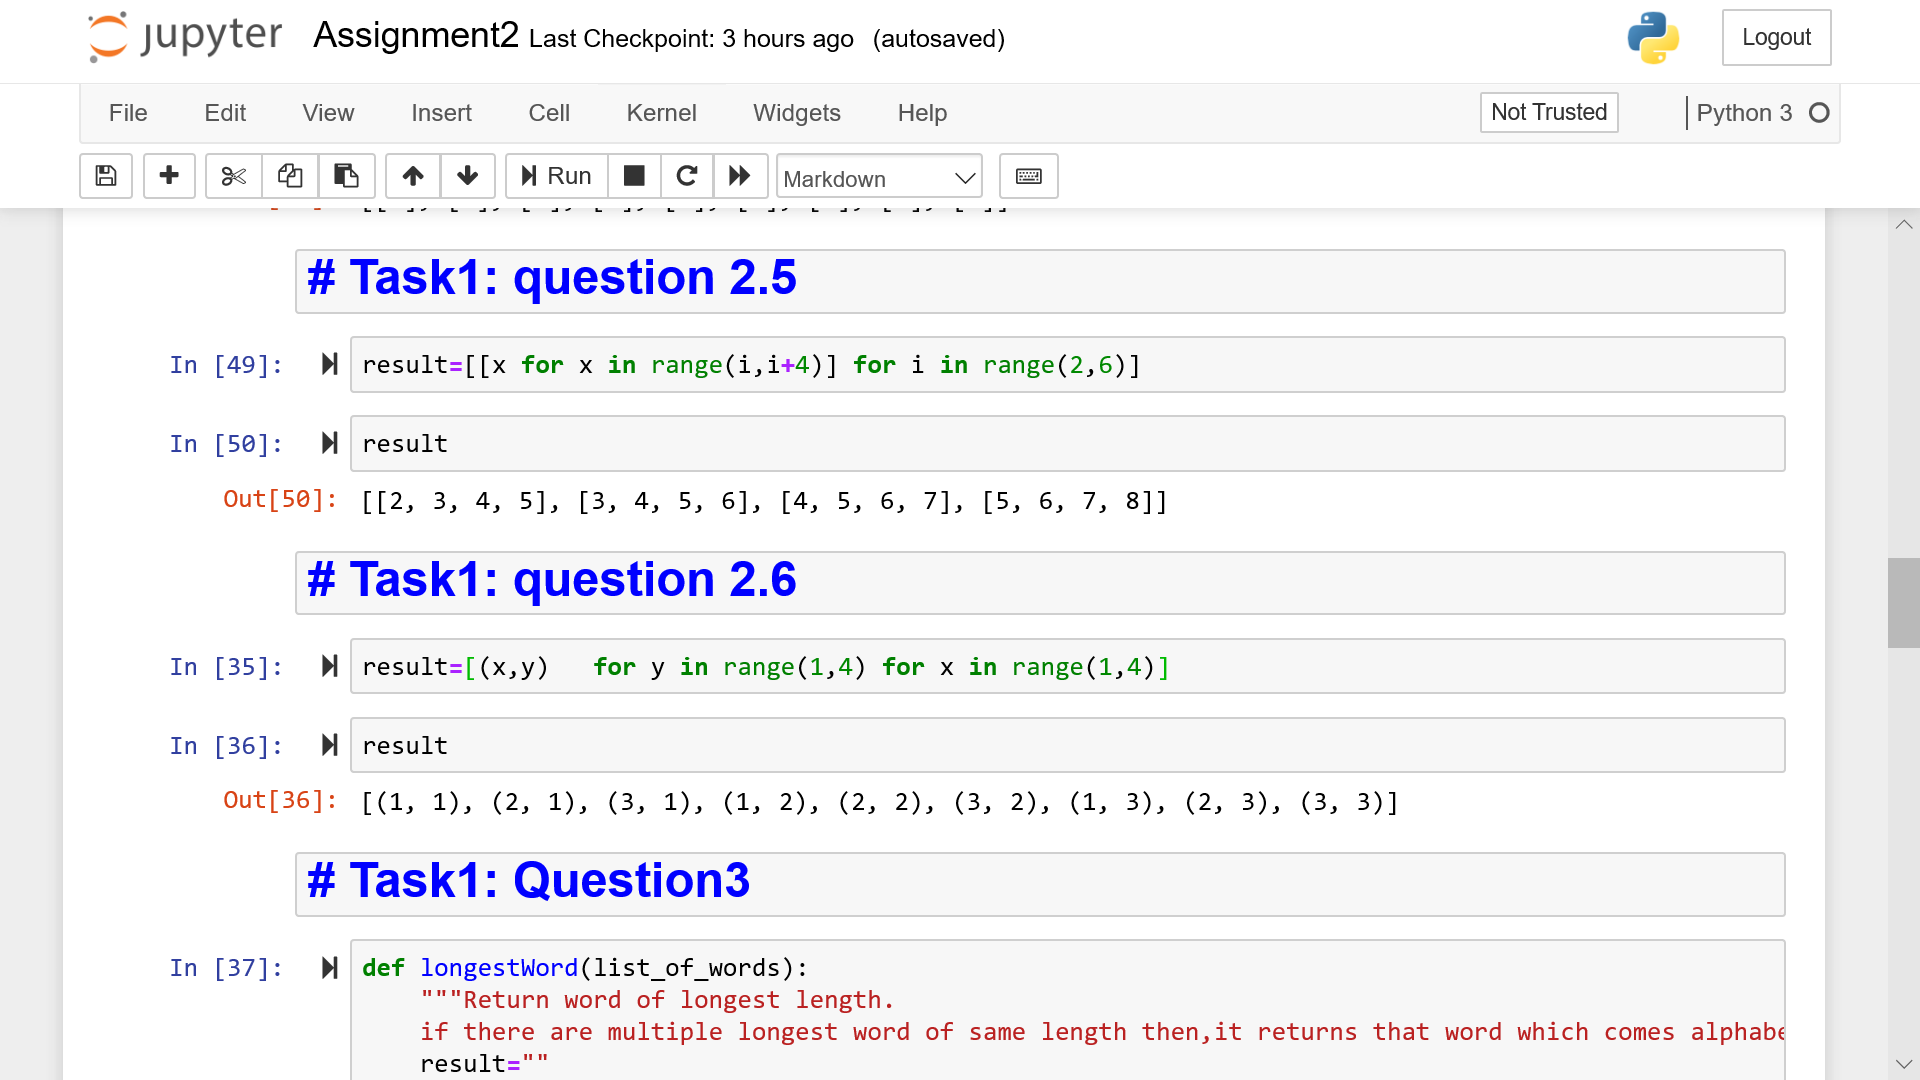 jupyter Assignment2 Last Checkpoint: 3 hours ago (autosaved) Logout
File Edit View Insert Cell Kernel Widgets Help Not Trusted Python 3
Run Markdown
# Task1: question 2.5
In [49]: result=[[x for x in range(i,i+4)] for i in range(2,6)]
In [50]: result
Out[50]: [[2, 3, 4, 5], [3, 4, 5, 6], [4, 5, 6, 7], [5, 6, 7, 8]]
# Task1: question 2.6
In [35]: result=[(x,y)   for y in range(1,4) for x in range(1,4)]
In [36]: result
Out[36]: [(1, 1), (2, 1), (3, 1), (1, 2), (2, 2), (3, 2), (1, 3), (2, 3), (3, 3)]
# Task1: Question3
In [37]: def longestWord(list_of_words):
"""Return word of longest length.
if there are multiple longest word of same length then,it returns that word which comes alphabe
result=""